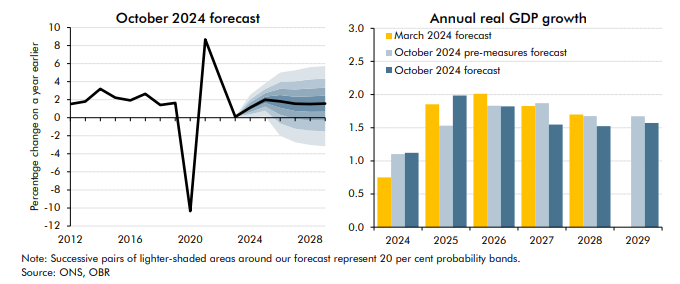 October 2024 forecast
Percentage change on a year earlier
10
8
6
4
2
0
-2
-4
-6
-8
-10
-12
2012 2016 2020 2024 2028
Annual real GDP growth
3.0
2.5
2.0
1.5
1.0
0.5
0.0
March 2024 forecast
October 2024 pre-measures forecast
October 2024 forecast
2024 2025 2026 2027 2028 2029
Note: Successive pairs of lighter-shaded areas around our forecast represent 20 per cent probability bands.
Source: ONS, OBR